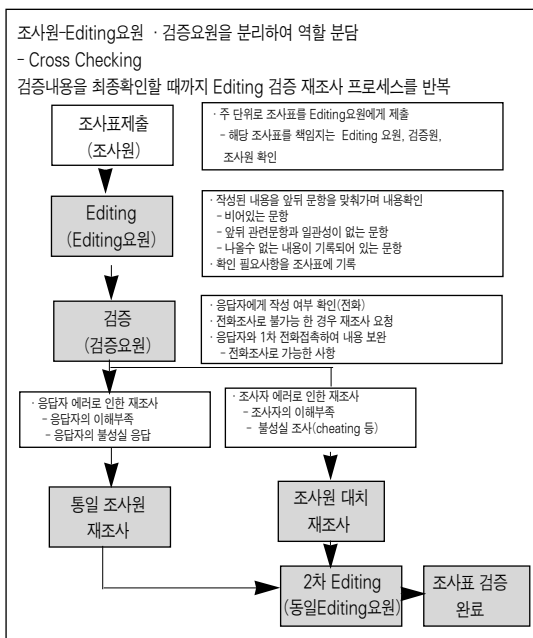 조사원-Editing요원 · 검증요원을 분리하여 역할 분담
- Cross Checking
검증내용을 최종확인할 때까지 Editing 검증 재조사 프로세스를 반복
조사표제출
(조사원)
· 주 단위로 조사표를 Editing요원에게 제출
- 해당 조사표를 책임지는 Editing 요원, 검증원,
조사원 확인
Editing
(Editing요원)
· 작성된 내용을 앞뒤 문항을 맞춰가며 내용확인
- 비어있는 문항
- 앞뒤 관련문항과 일관성이 없는 문항
- 나올수 없는 내용이 기록되어 있는 문항
· 확인 필요사항을 조사표에 기록
검증
(검증요원)
· 응답자에게 작성 여부 확인(전화)
· 전화조사로 불가능 한 경우 재조사 요청
· 응답자와 1차 전화접촉하여 내용 보완
- 전화조사로 가능한 사항
· 응답자 에러로 인한 재조사
- 응답자의 이해부족
- 응답자의 불성실 응답
· 조사자 에러로 인한 재조사
- 조사자의 이해부족
- 불성실 조사(cheating 등)
통일 조사원
재조사
조사원 대치
재조사
2차 Editing
(동일Editing요원)
조사표 검증
완료